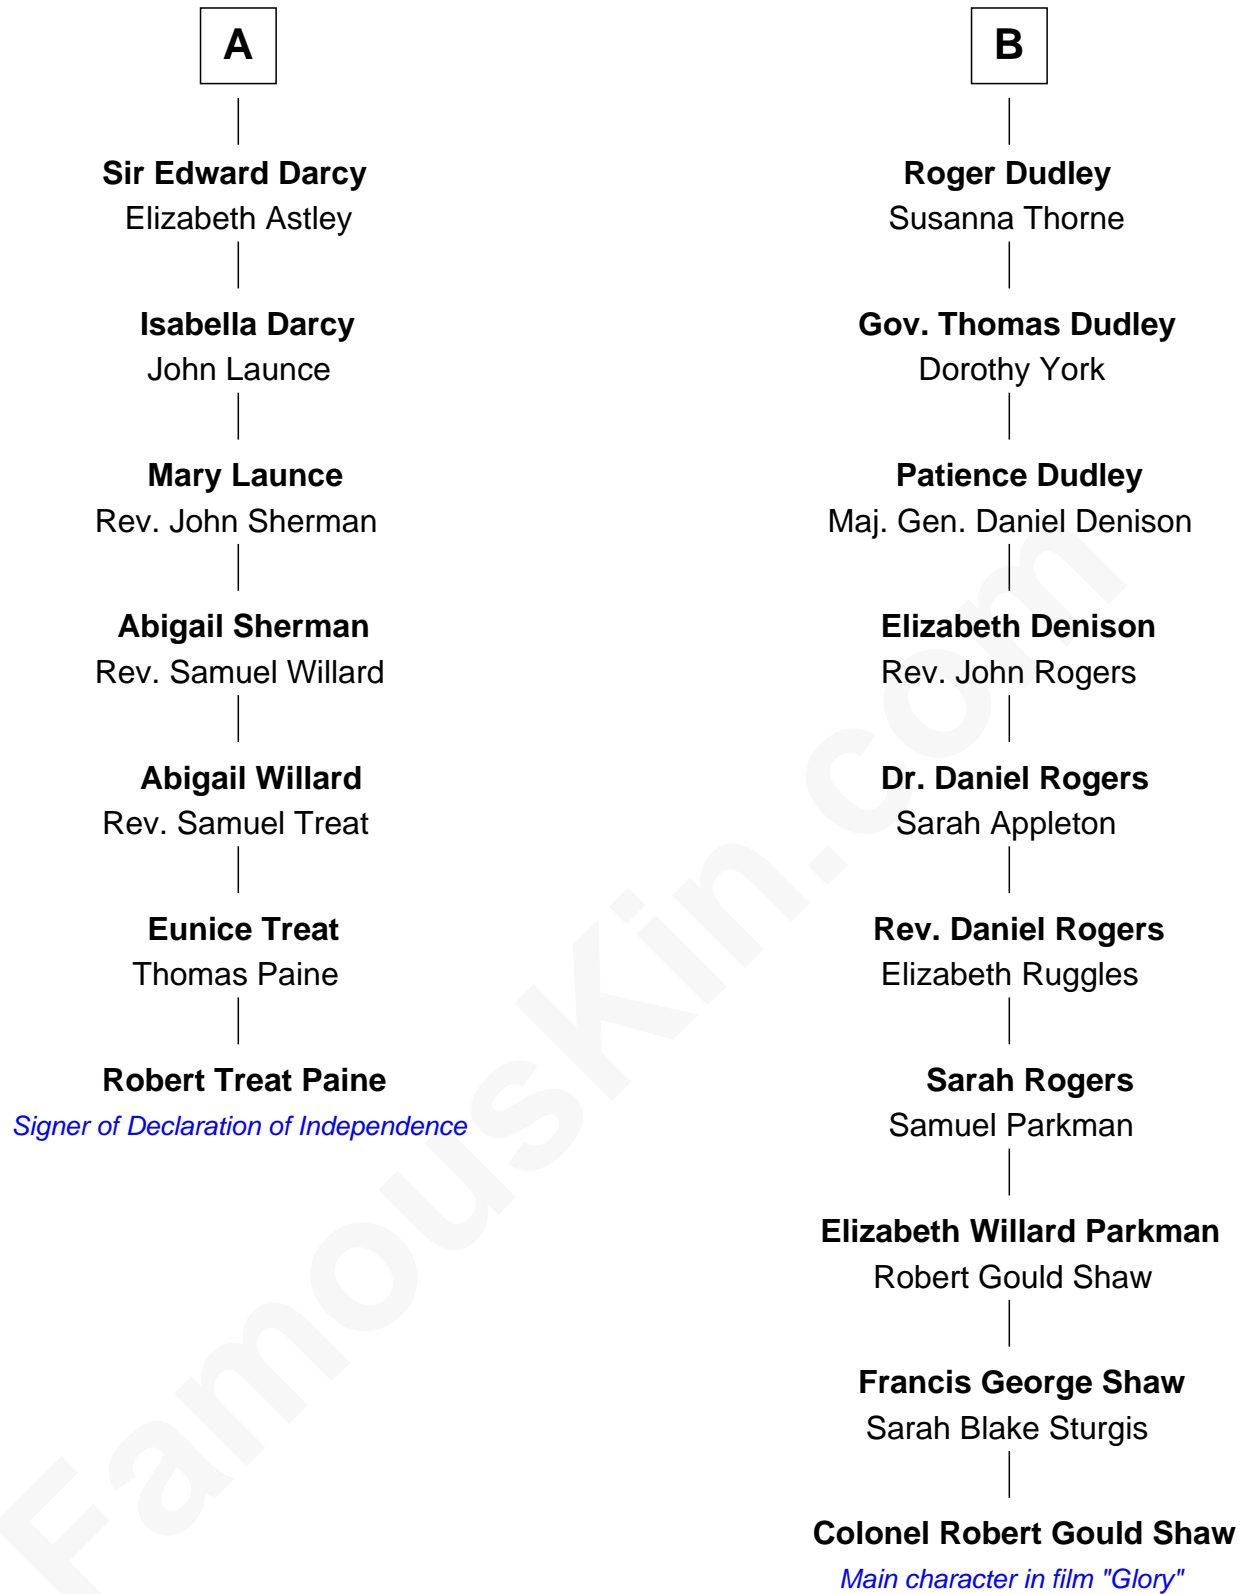 A
Sir Edward Darcy
Elizabeth Astley
Isabella Darcy
John Launce
Mary Launce
Rev. John Sherman
Abigail Sherman
Rev. Samuel Willard
Abigail Willard
Rev. Samuel Treat
Eunice Treat
Thomas Paine
Robert Treat Paine
Signer of Declaration of Independence
B
Roger Dudley
Susanna Thorne
Gov. Thomas Dudley
Dorothy York
Patience Dudley
Maj. Gen. Daniel Denison
Elizabeth Denison
Rev. John Rogers
Dr. Daniel Rogers
Sarah Appleton
Rev. Daniel Rogers
Elizabeth Ruggles
Sarah Rogers
Samuel Parkman
Elizabeth Willard Parkman
Robert Gould Shaw
Francis George Shaw
Sarah Blake Sturgis
Colonel Robert Gould Shaw
Main character in film "Glory"
FamousKin.com